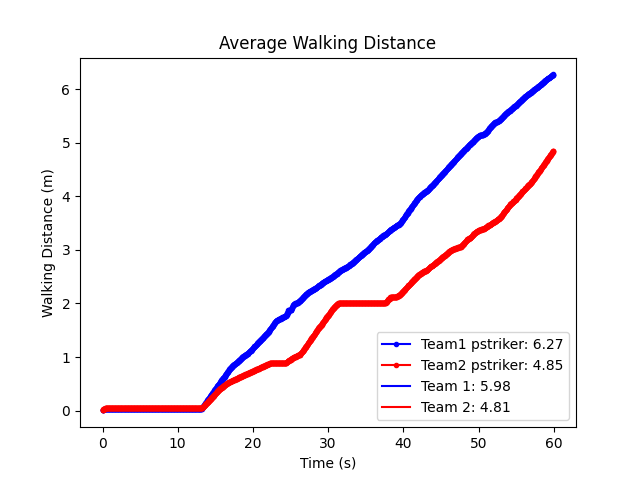 Average Walking Distance
Walking Distance (m)
6
5
4
3
2
1
0
Team1 pstriker: 6.27
Team2 pstriker: 4.85
Team 1: 5.98
Team 2: 4.81
0 10 20 30 40 50 60
Time (s)